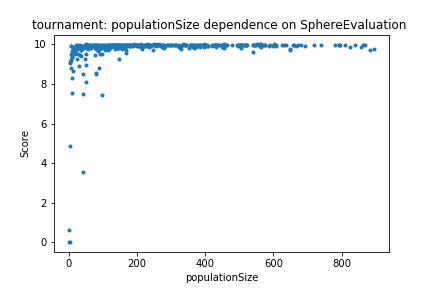 tournament: populationSize dependence on SphereEvaluation
10
8
6
4
2
0
Score
0 200 400 600 800
populationSize